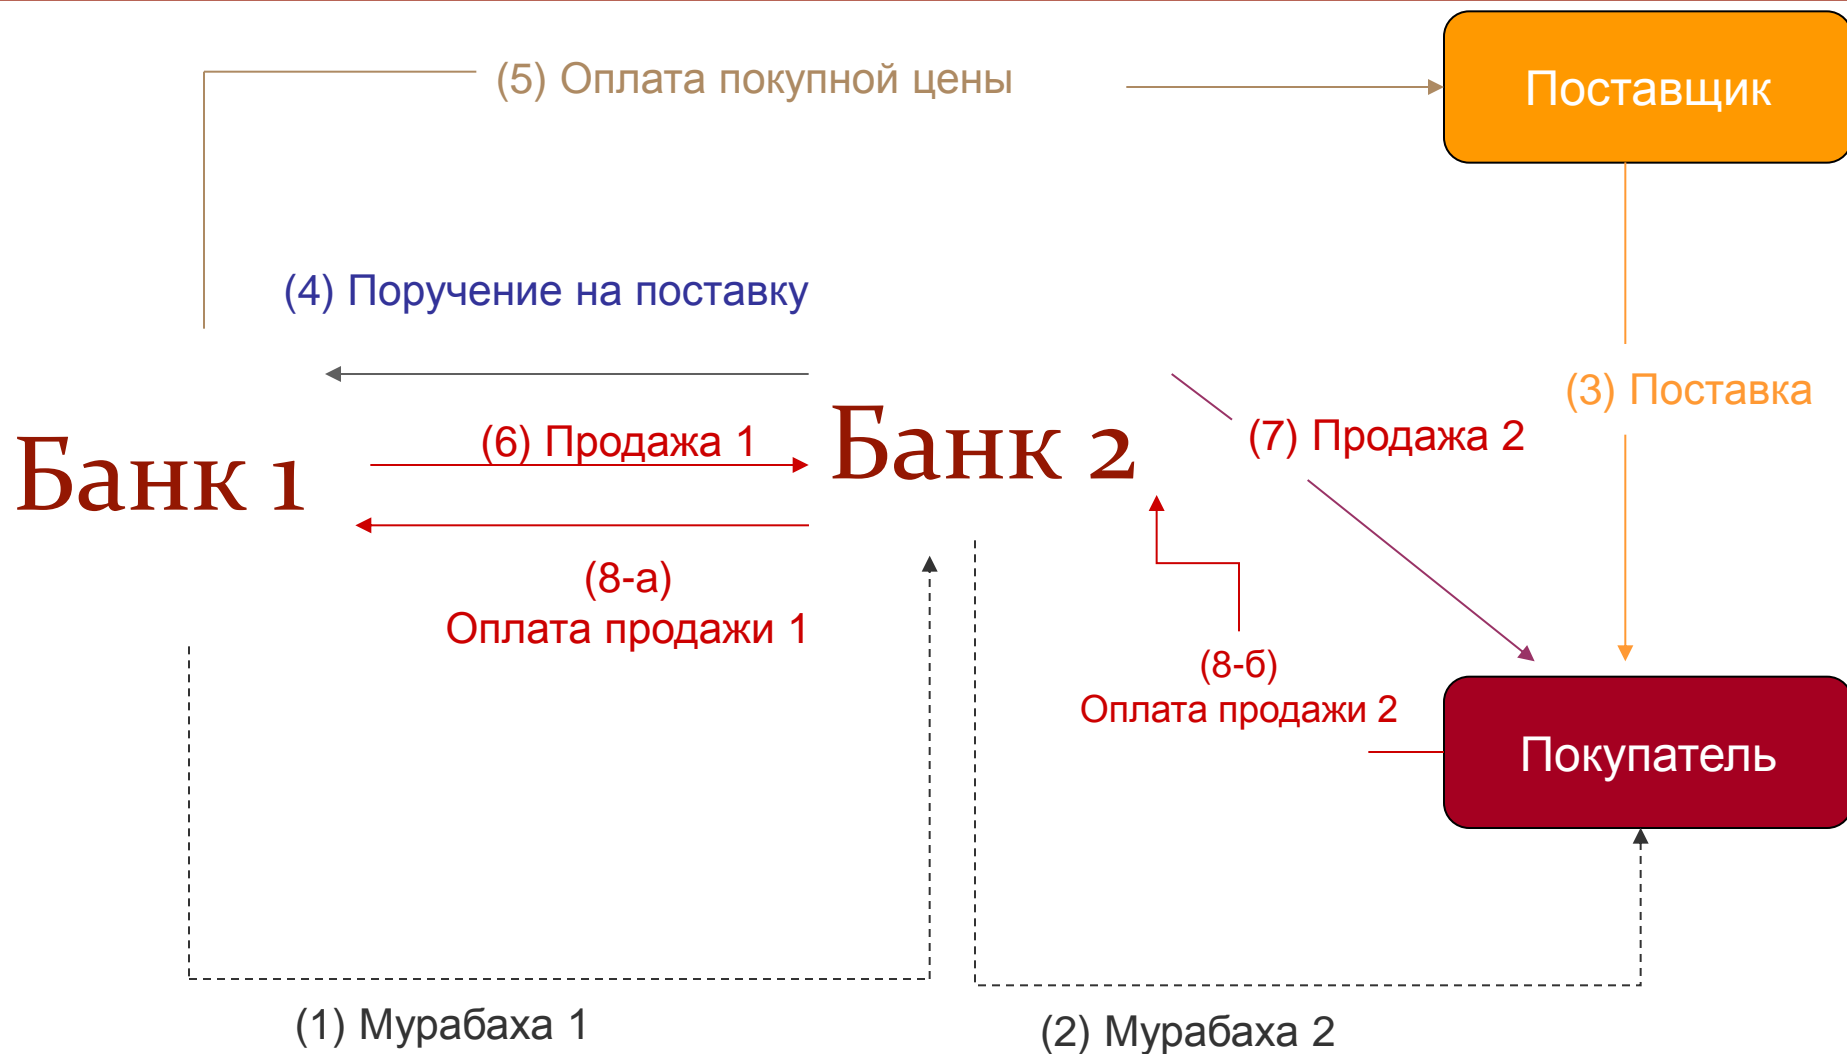 (5) Оплата покупной цены
Поставщик
(4) Поручение на поставку
(3) Поставка
Банк 1
(6) Продажа 1
Банк 2
(7) Продажа 2
(8-а)
Оплата продажи 1
(8-б)
Оплата продажи 2
Покупатель
(1) Мурабаха 1
(2) Мурабаха 2